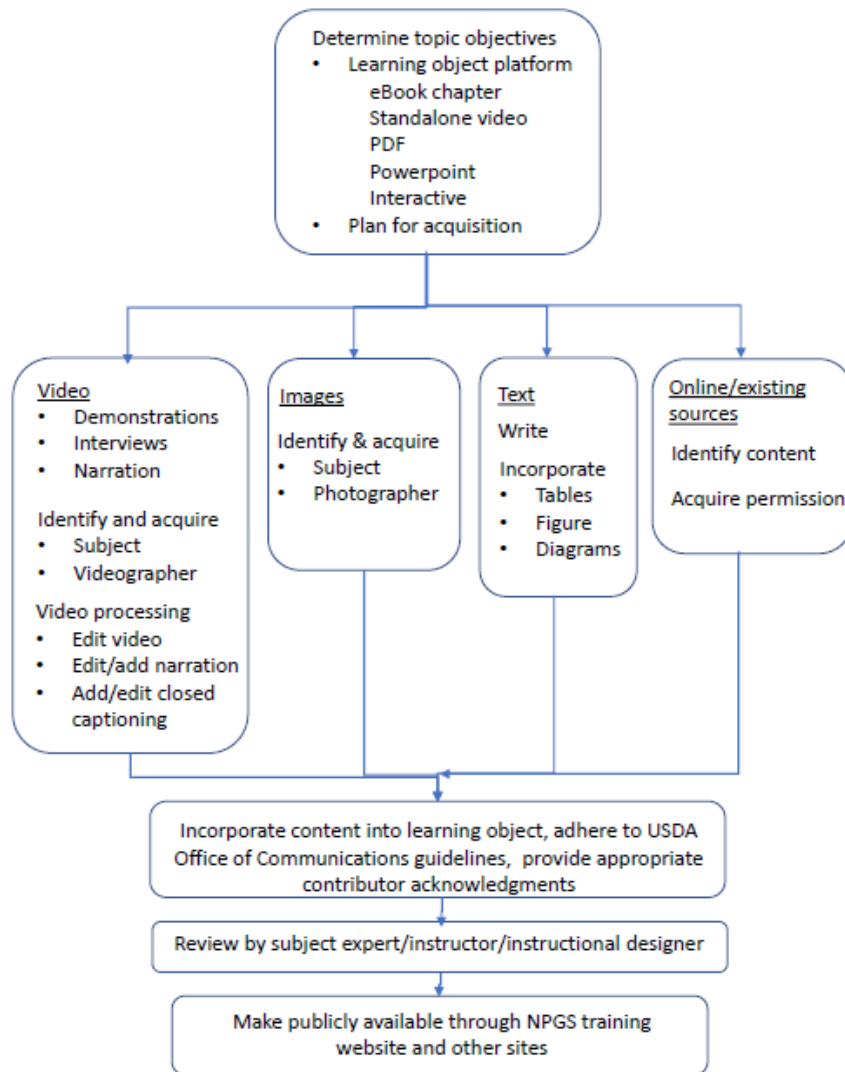 Determine topic objectives
• Learning object platform
eBook chapter
Standalone video
PDF
Powerpoint
Interactive
• Plan for acquisition
Video
• Demonstrations
• Interviews
• Narration
Identify and acquire
• Subject
• Videographer
Video processing
• Edit video
• Edit/add narration
• Add/edit closed
captioning
Images
Identify & acquire
• Subject
• Photographer
Text
Write
Incorporate
• Tables
• Figure
• Diagrams
Online/existing
sources
Identify content
Acquire permission
Incorporate content into learning object, adhere to USDA
Office of Communications guidelines, provide appropriate
contributor acknowledgments
Review by subject expert/instructor/instructional designer
Make publicly available through NPGS training
website and other sites